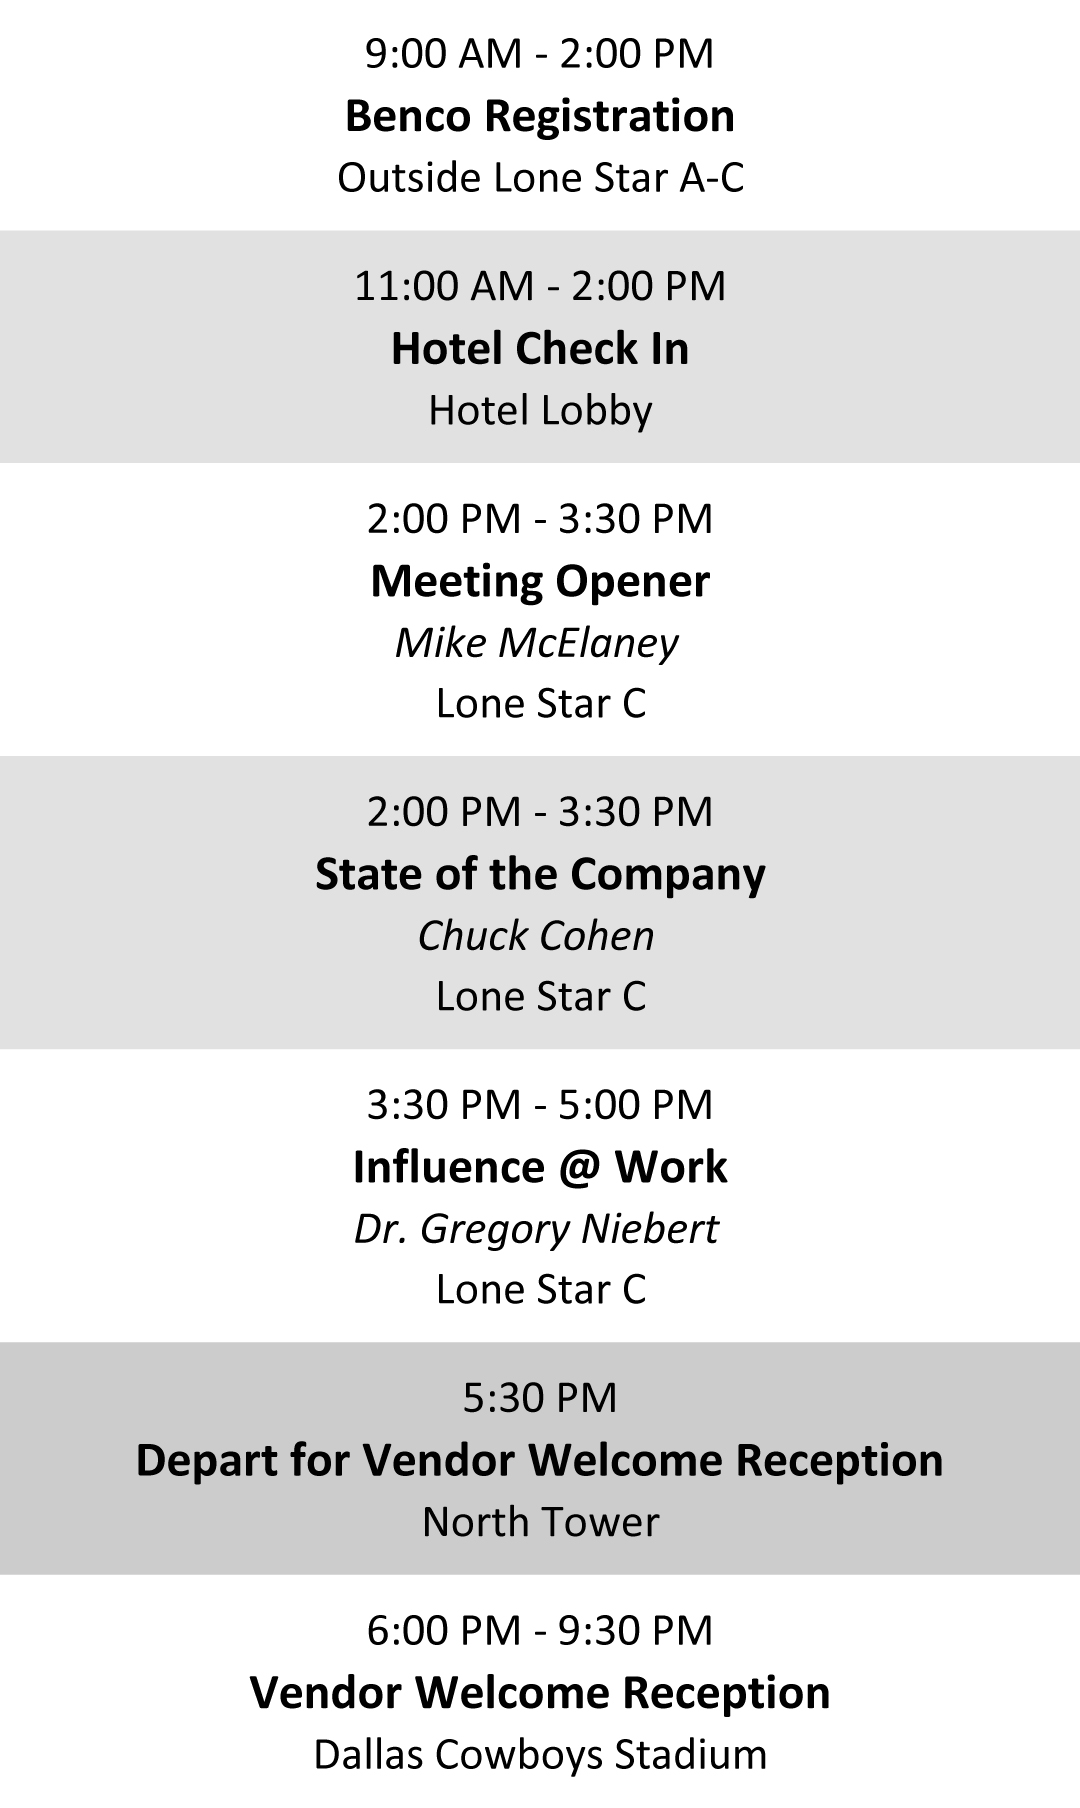 9:00 AM - 2:00 PM
Benco Registration
Outside Lone Star A-C
11:00 AM - 2:00 PM
Hotel Check In
Hotel Lobby
2:00 PM - 3:30 PM
Meeting Opener
Mike McElaney
Lone Star C
2:00 PM - 3:30 PM
State of the Company
Chuck Cohen
Lone Star C
3:30 PM - 5:00 PM
Influence @ Work
Dr. Gregory Niebert
Lone Star C
5:30 PM
Depart for Vendor Welcome Reception
North Tower
6:00 PM - 9:30 PM
Vendor Welcome Reception
Dallas Cowboys Stadium